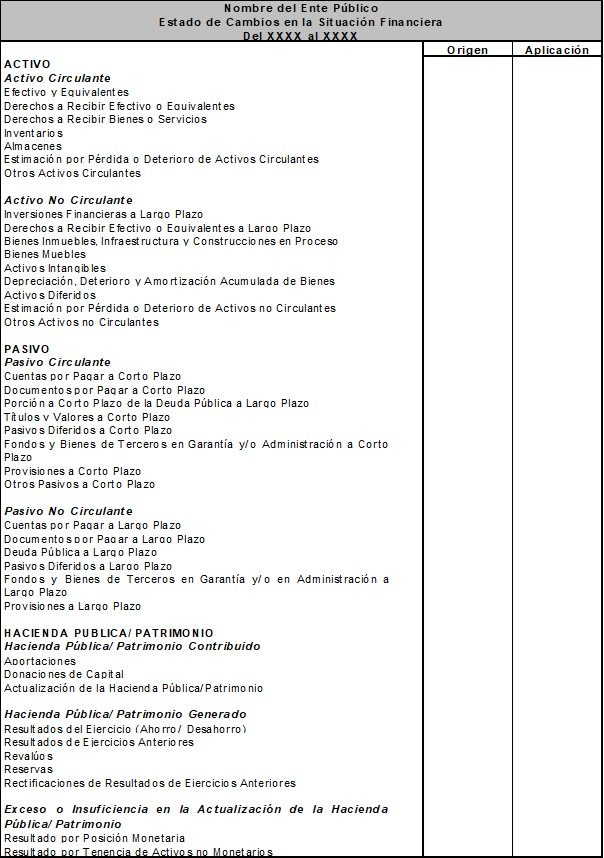 Nombre del Ente Público
Estado de Cambios en la Situación Financiera
Del XXXX al XXXX
Origen Aplicación
ACTIVO
Activo Circulante
Efectivo y Equivalentes
Derechos a Recibir Efectivo o Equivalentes
Derechos a Recibir Bienes o Servicios
Inventarios
Almacenes
Estimación por Pérdida o Deterioro de Activos Circulantes
Otros Activos Circulantes
Activo No Circulante
Inversiones Financieras a Largo Plazo
Derechos a Recibir Efectivo o Equivalentes a Largo Plazo
Bienes Inmuebles, Infraestructura y Construcciones en Proceso
Bienes Muebles
Activos Intangibles
Depreciación, Deterioro y Amortización Acumulada de Bienes
Activos Diferidos
Estimación por Pérdida o Deterioro de Activos no Circulantes
Otros Activos no Circulantes
PASIVO
Pasivo Circulante
Cuentas por Pagar a Corto Plazo
Documentos por Pagar a Corto Plazo
Porción a Corto Plazo de la Deuda Pública a Largo Plazo
Títulos y Valores a Corto Plazo
Pasivos Diferidos a Corto Plazo
Fondos y Bienes de Terceros en Garantía y/o Administración a Corto
Plazo
Provisiones a Corto Plazo
Otros Pasivos a Corto Plazo
Pasivo No Circulante
Cuentas por Pagar a Largo Plazo
Documentos por Pagar a Largo Plazo
Deuda Pública a Largo Plazo
Pasivos Diferidos a Largo Plazo
Fondos y Bienes de Terceros en Garantía y/o en Administración a
Largo Plazo
Provisiones a Largo Plazo
HACIENDA PUBLICA/ PATRIMONIO
Hacienda Pública/ Patrimonio Contribuido
Aportaciones
Donaciones de Capital
Actualización de la Hacienda Pública/Patrimonio
Hacienda Pública/ Patrimonio Generado
Resultados del Ejercicio (Ahorro/ Desahorro)
Resultados de Ejercicios Anteriores
Revalúos
Reservas
Rectificaciones de Resultados de Ejercicios Anteriores
Exceso o Insuficiencia en la Actualización de la Hacienda
Pública/ Patrimonio
Resultado por Posición Monetaria
Resultado por Tenencia de Activos no Monetarios